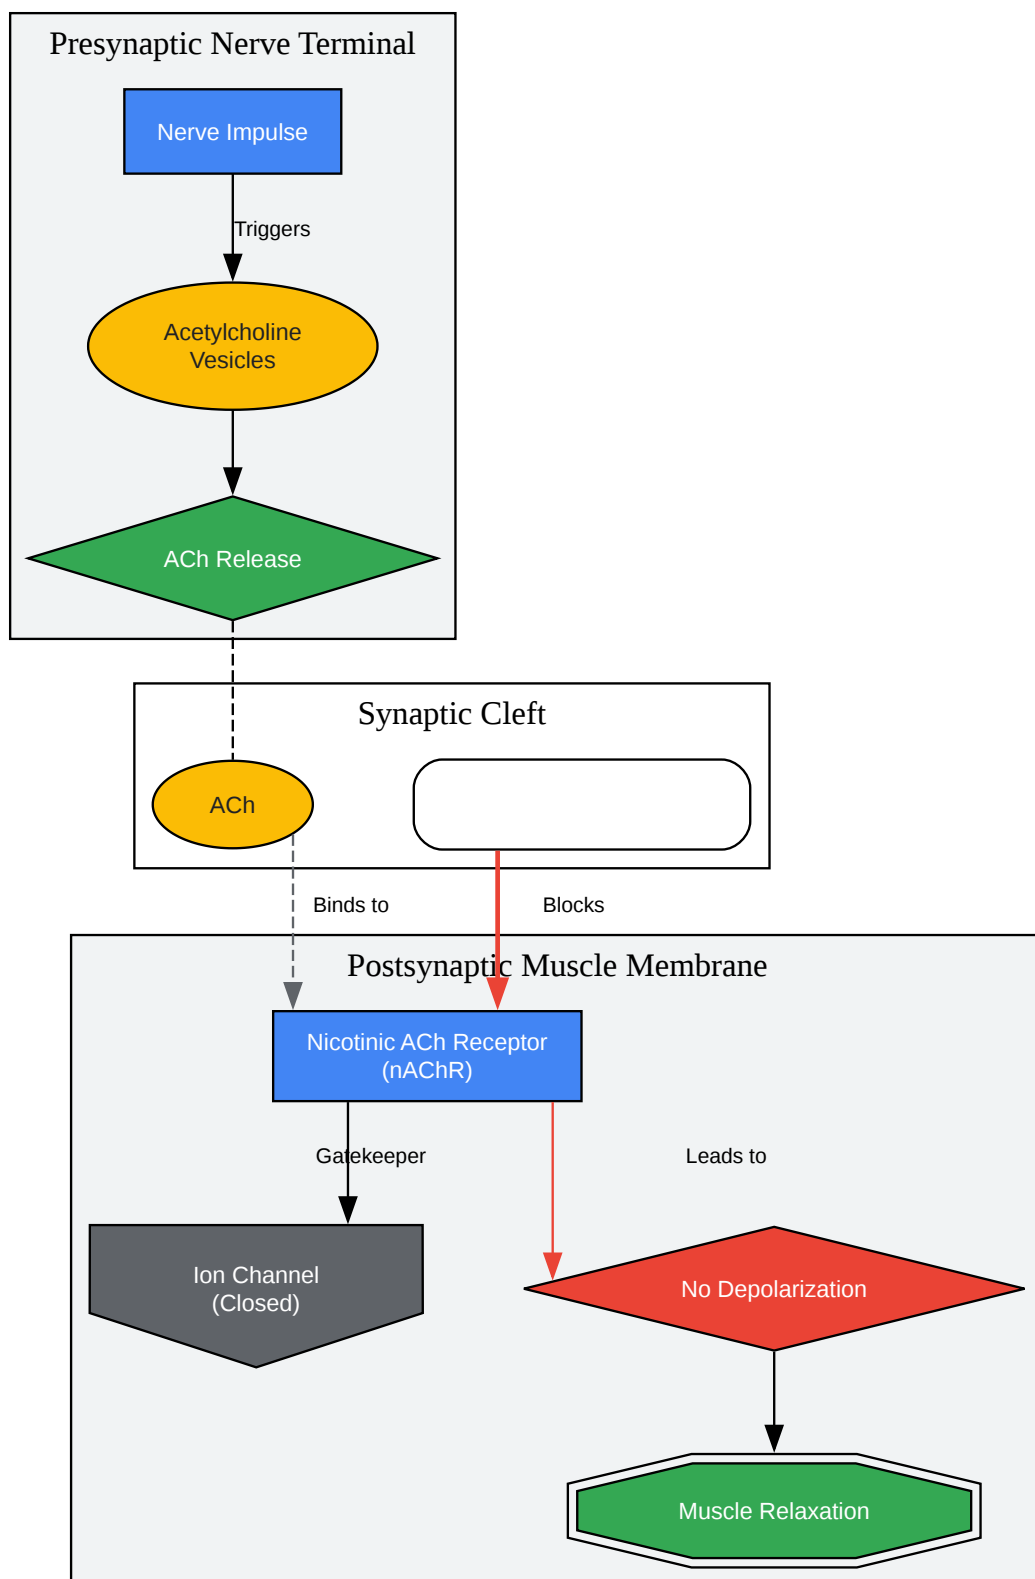 Presynaptic Nerve Terminal
Nerve Impulse
Triggers
Acetylcholine
Vesicles
ACh Release
Synaptic Cleft
ACh
Binds to
Blocks
Postsynaptic Muscle Membrane
Nicotinic ACh Receptor
(nAChR)
Gatekeeper
Leads to
Ion Channel
(Closed)
No Depolarization
Muscle Relaxation